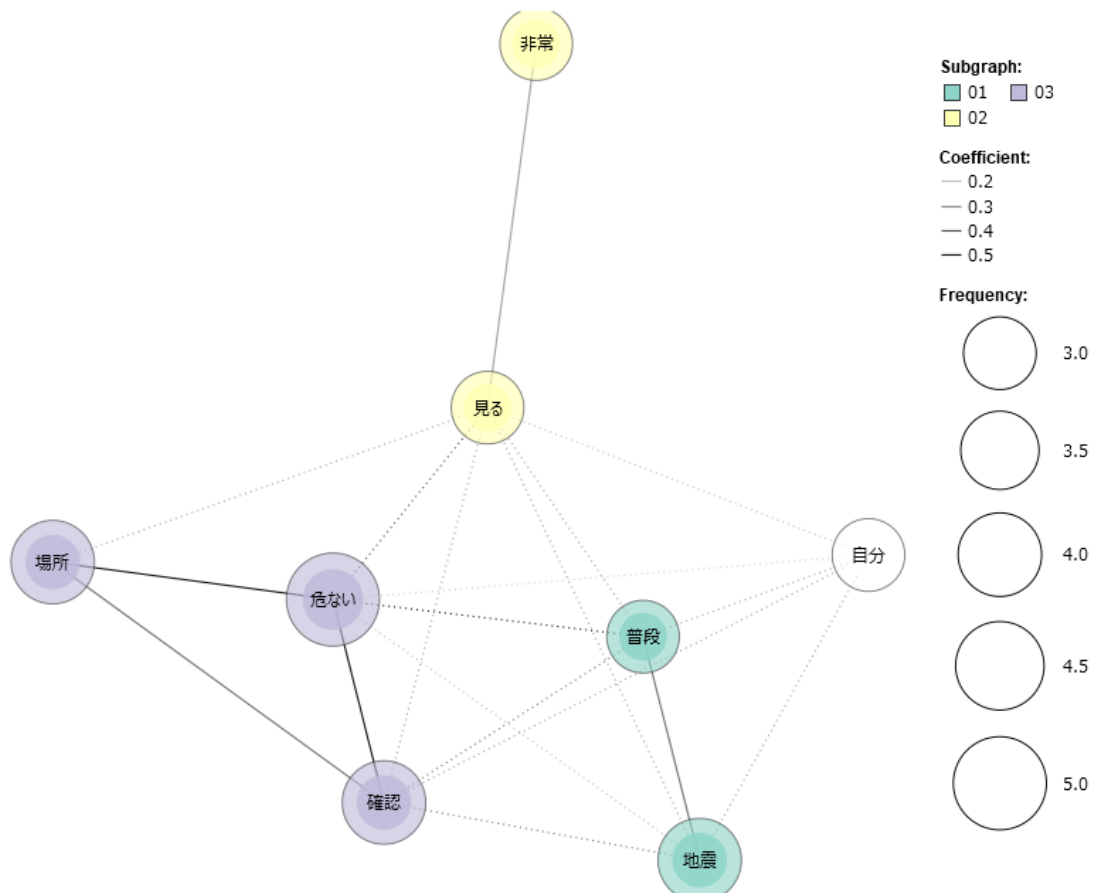 非常
見る
場所
危ない
自分
普段
確認
地震
Subgraph:
01 03
02
Coefficient:
0.2
0.3
0.4
0.5
Frequency:
3.0
3.5
4.0
4.5
5.0